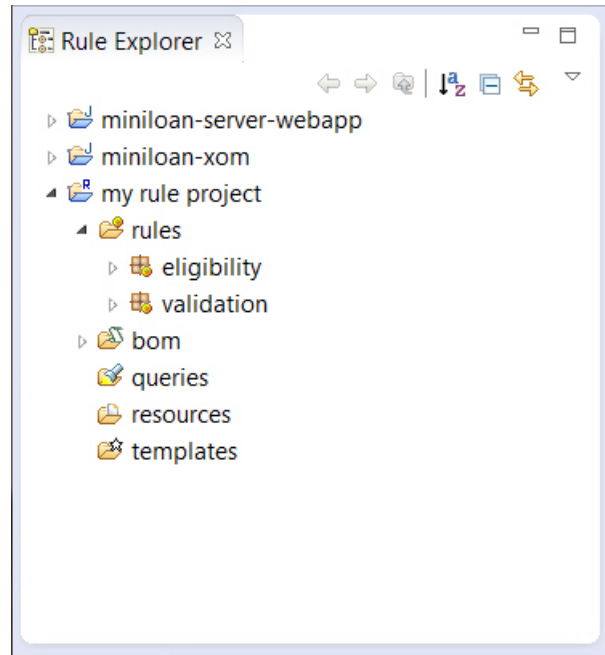 Rule Explorer
miniloan-server-webapp
miniloan-xom
my rule project
rules
eligibility
validation
bom
queries
resources
templates